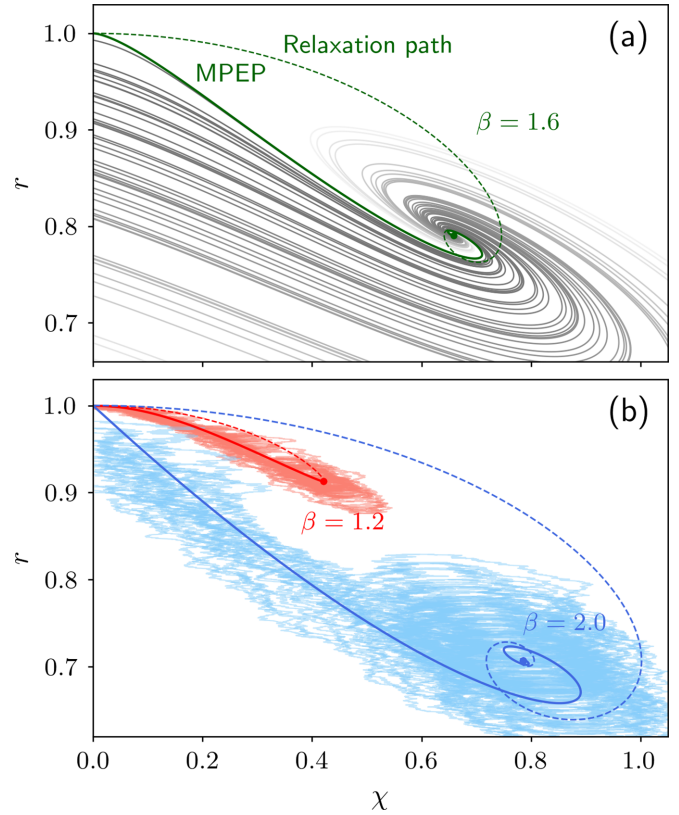 (a)
Relaxation path
MPEP
β = 1.6
1.0
0.9
0.8
0.7
r
(b)
β = 1.2
β = 2.0
1.0
0.9
0.8
0.7
r
0.0 0.2 0.4 0.6 0.8 1.0
χ